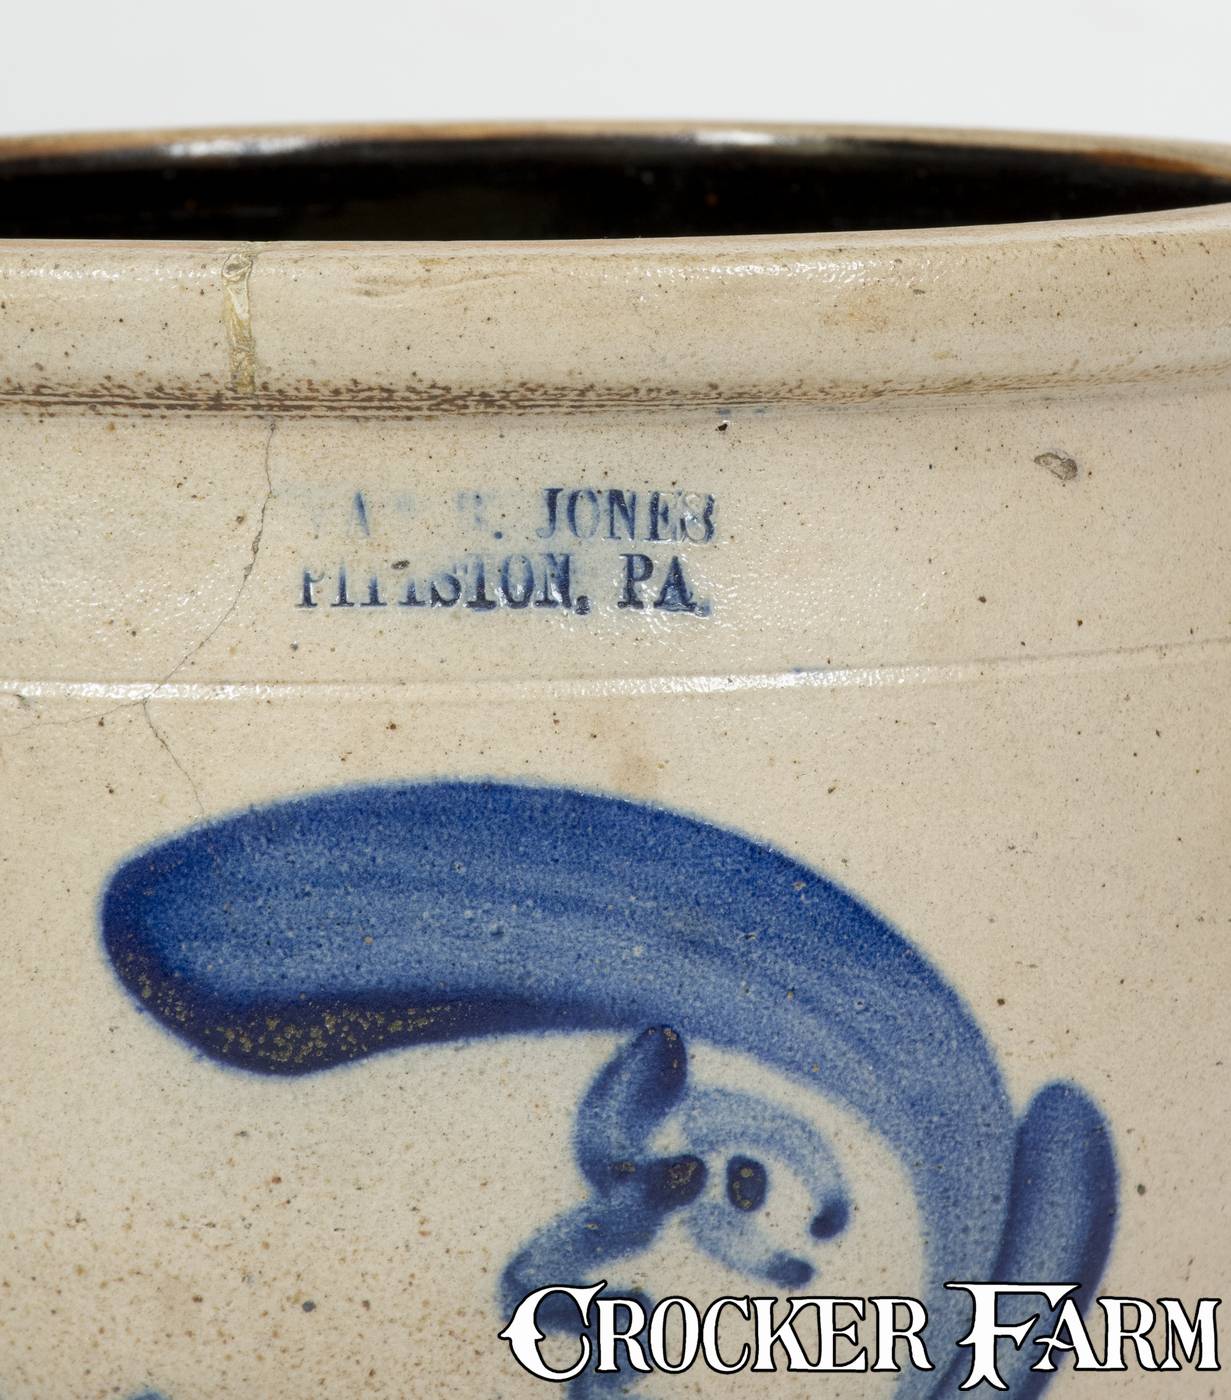 JONES
PITTSTON, PA.
CROCKER FARM